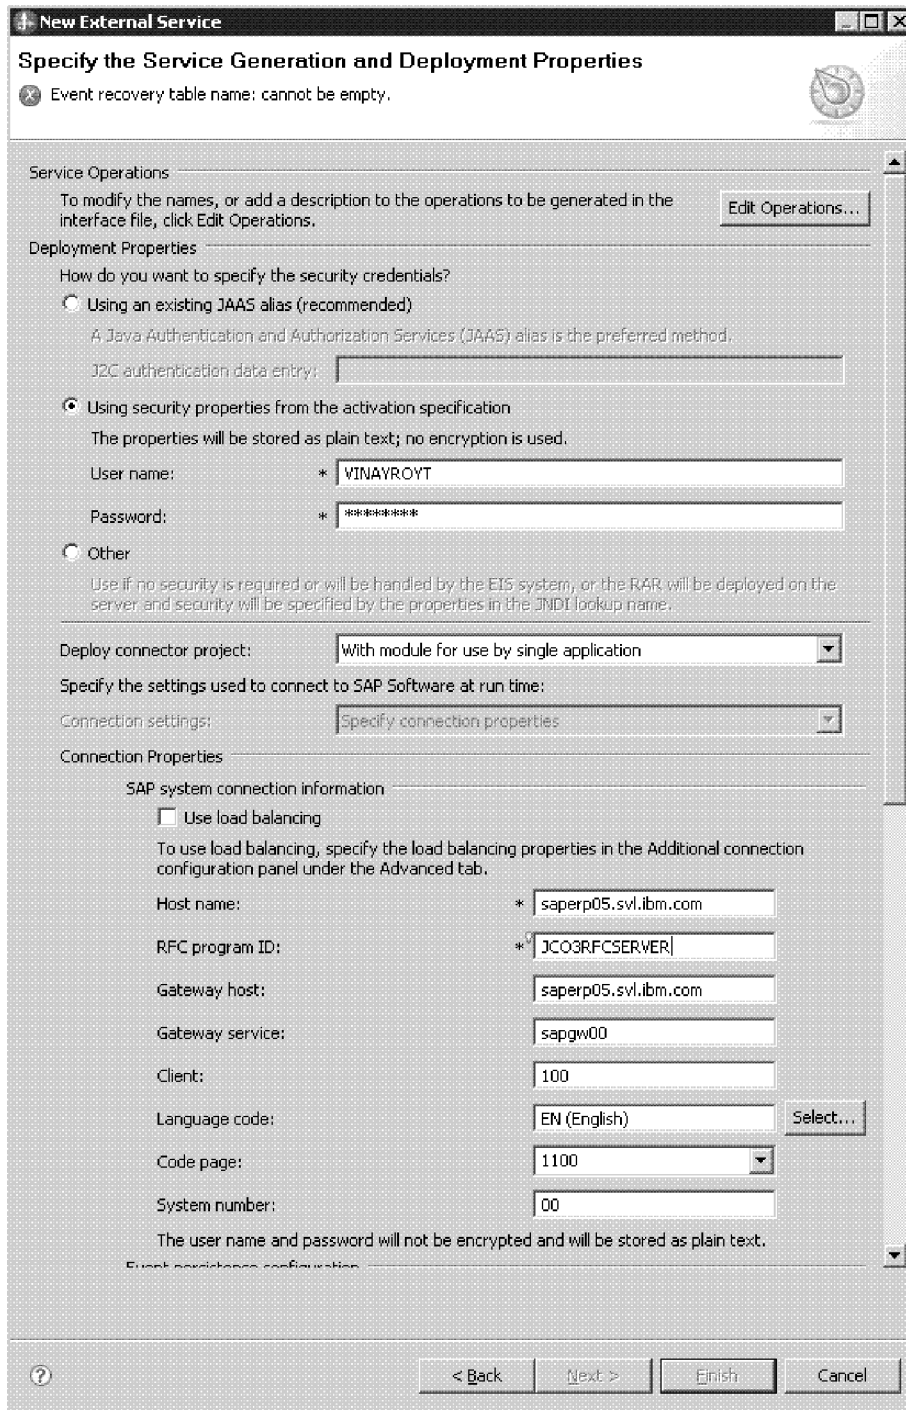 New External Service
Specify the Service Generation and Deployment Properties
Event recovery table name: cannot be empty.
Service Operations
To modify the names, or add a description to the operations to be generated in the
interface file, click Edit Operations.
Edit Operations...
Deployment Properties
How do you want to specify the security credentials?
Using an existing JAAS alias (recommended)
A Java Authentication and Authorization Services (JAAS) alias is the preferred method.
J2C authentication data entry:
Using security properties from the activation specification
The properties will be stored as plain text; no encryption is used.
User name: * VINAYROYT
Password: * ********
Other
Use if no security is required or will be handled by the EIS system, or the RAR will be deployed on the
server and security will be specified by the properties in the JNDI lookup name.
Deploy connector project: With module for use by single application
Specify the settings used to connect to SAP Software at run time:
Connection settings: Specify connection properties
Connection Properties
SAP system connection information
Use load balancing
To use load balancing, specify the load balancing properties in the Additional connection
configuration panel under the Advanced tab.
Host name: * saperp05.svl.ibm.com
RFC program ID: * JCO3RFCSERVER
Gateway host: saperp05.svl.ibm.com
Gateway service: sapgw00
Client: 100
Language code: EN (English) Select...
Code page: 1100
System number: 00
The user name and password will not be encrypted and will be stored as plain text.
Event persistence configuration
? < Back Next > Finish Cancel